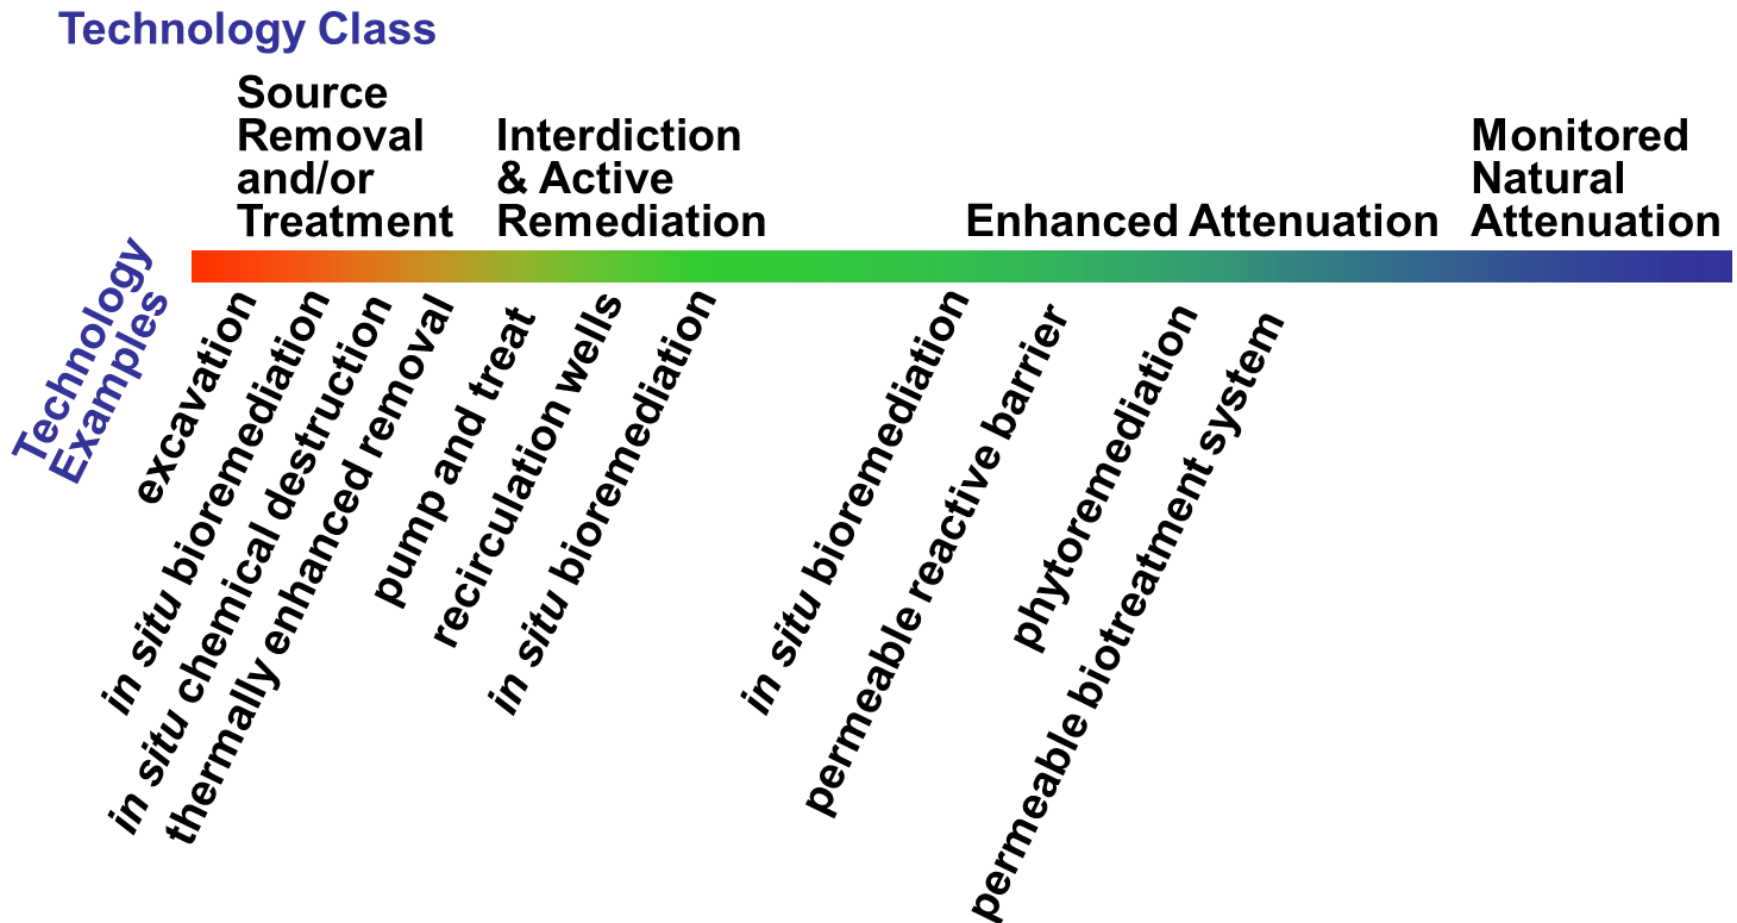 Technology Class
Source
Removal
and/or
Treatment
Interdiction
& Active
Remediation
Enhanced Attenuation
Monitored
Natural
Attenuation
Technology
Examples
excavation
in situ bioremediation
in situ chemical destruction
thermally enhanced removal
pump and treat
recirculation wells
in situ bioremediation
in situ bioremediation
permeable reactive barrier
phytoremediation
permeable biotreatment system